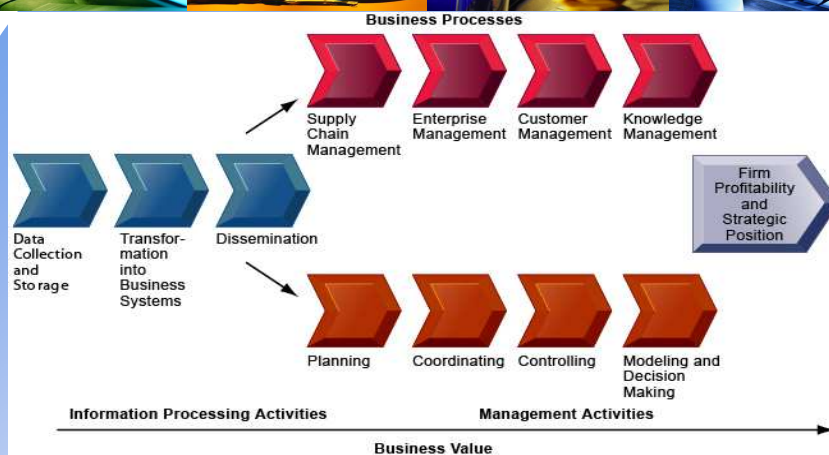 Business Processes
Supply
Chain
Management
Enterprise
Management
Customer
Management
Knowledge
Management
Data
Collection
and
Storage
Transfor-
mation
into
Business
Systems
Dissemination
Firm
Profitability
and
Strategic
Position
Planning
Coordinating
Controlling
Modeling and
Decision
Making
Information Processing Activities
Management Activities
Business Value